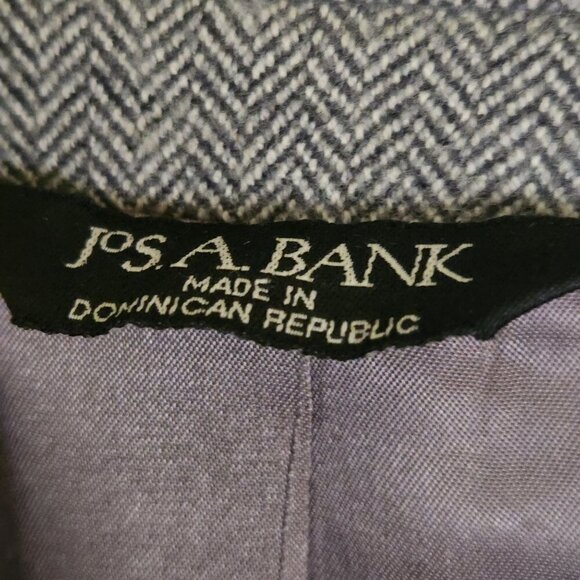 JOS. A. BANK
MADE IN
DOMINICAN REPUBLIC